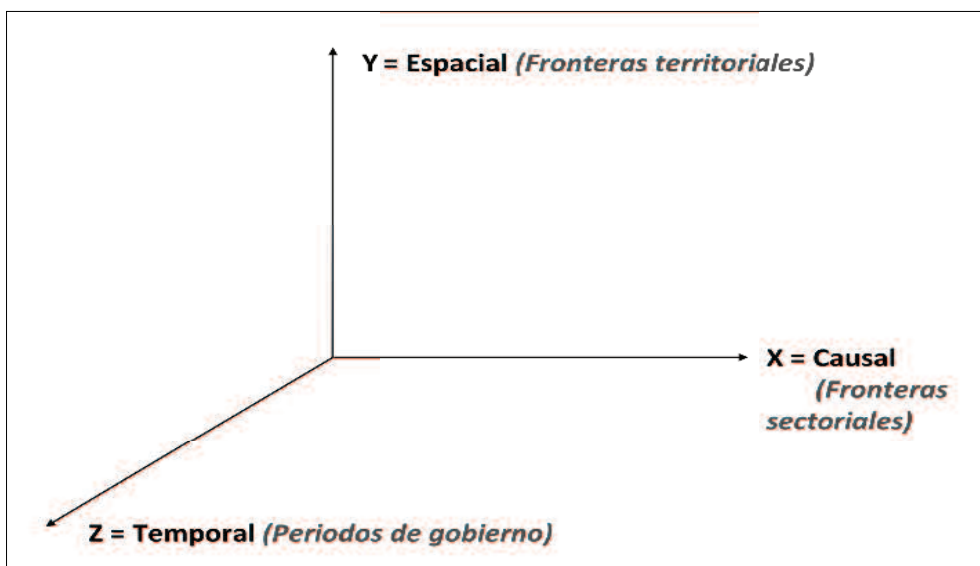 Y = Espacial (Fronteras territoriales)
X = Causal
(Fronteras
sectoriales)
Z = Temporal (Periodos de gobierno)